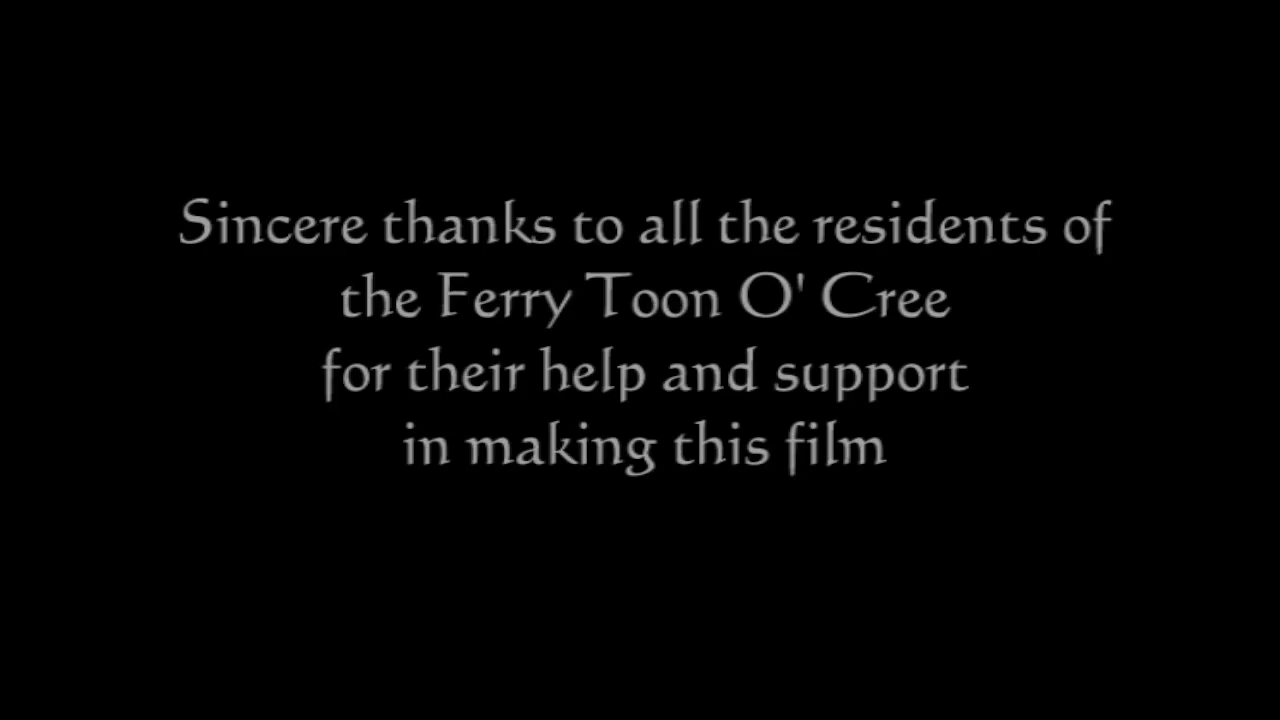 Sincere thanks to all the residents of
the Ferry Toon O' Cree
for their help and support
in making this film